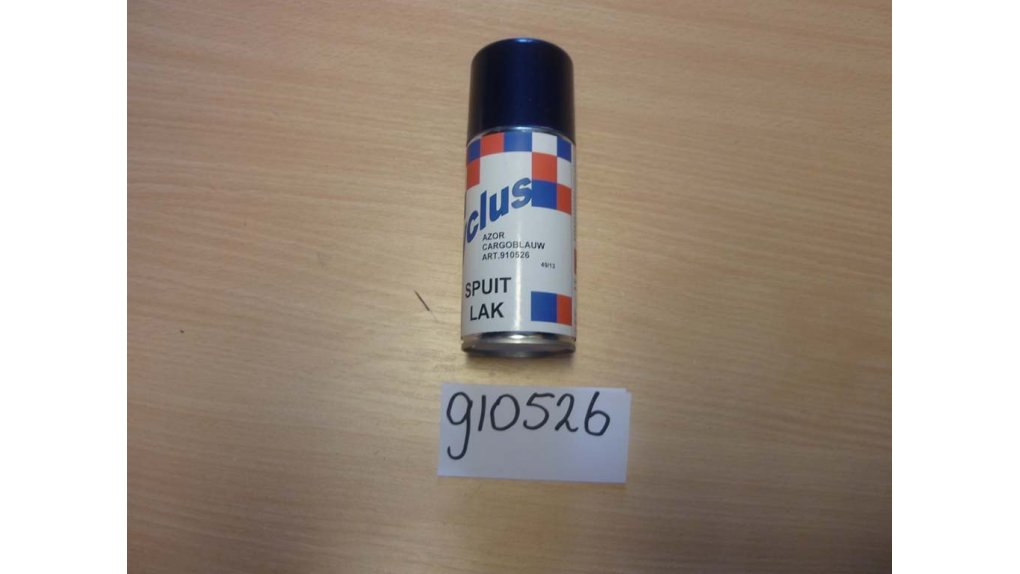 clus
AZOR
CARGOBLAUW
ART.910526
49/13
SPUIT
LAK
910526